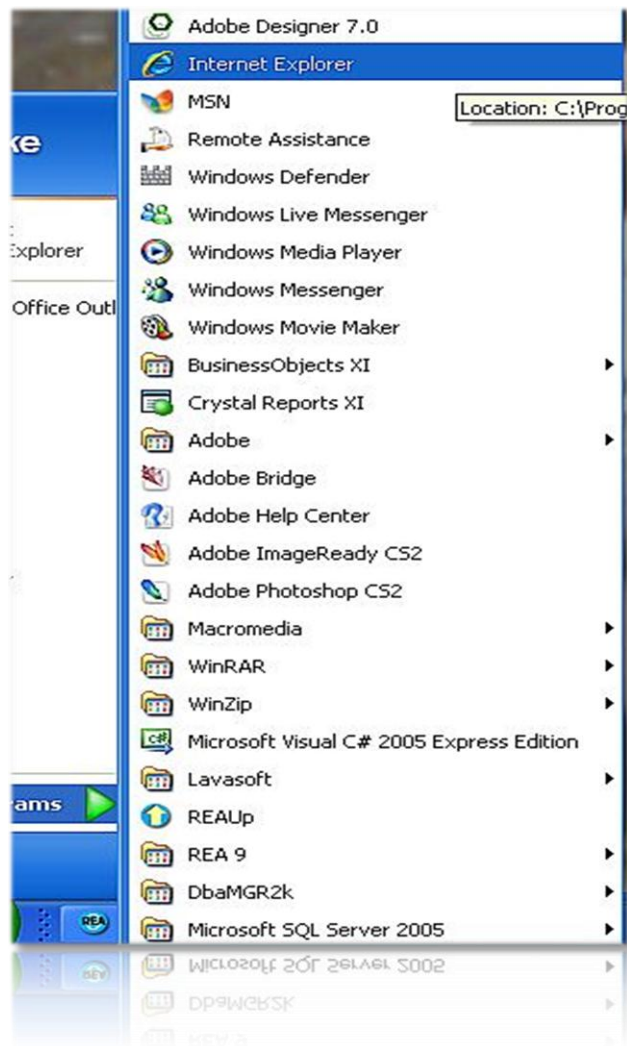 Adobe Designer 7.0
Internet Explorer
MSN
Location: C:\Prog
Remote Assistance
Windows Defender
Windows Live Messenger
Explorer
Windows Media Player
Windows Messenger
Office Outl
Windows Movie Maker
BusinessObjects XI
Crystal Reports XI
Adobe
Adobe Bridge
Adobe Help Center
Adobe ImageReady CS2
Adobe Photoshop CS2
Macromedia
WinRAR
WinZip
Microsoft Visual C# 2005 Express Edition
Lavasoft
ams
REAUp
REA 9
DbaMGR2k
REA
Microsoft SQL Server 2005